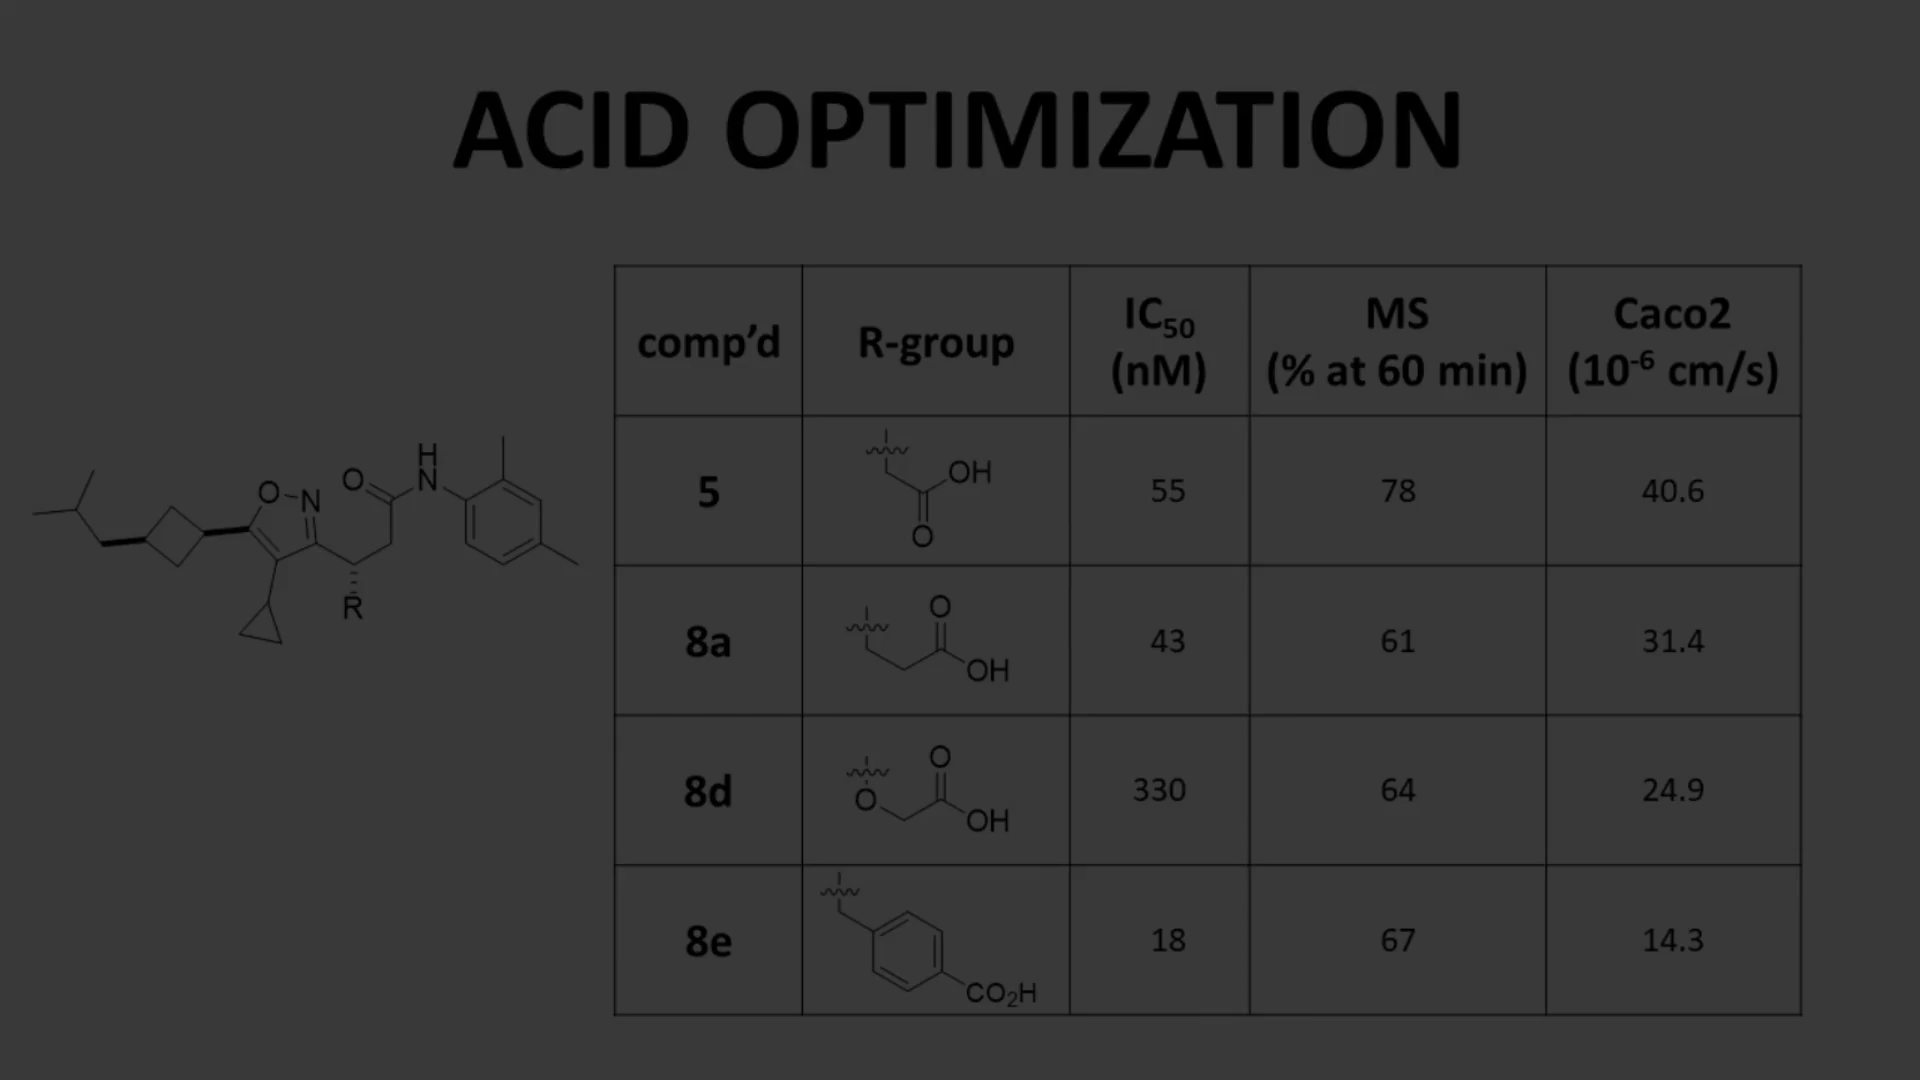 ACID OPTIMIZATION
comp’d R-group IC50 (nM) MS (% at 60 min) Caco2 (10-6 cm/s)
5 OH O 55 78 40.6
8a O OH 43 61 31.4
8d O O OH 330 64 24.9
8e CO2H 18 67 14.3
O N O H N R